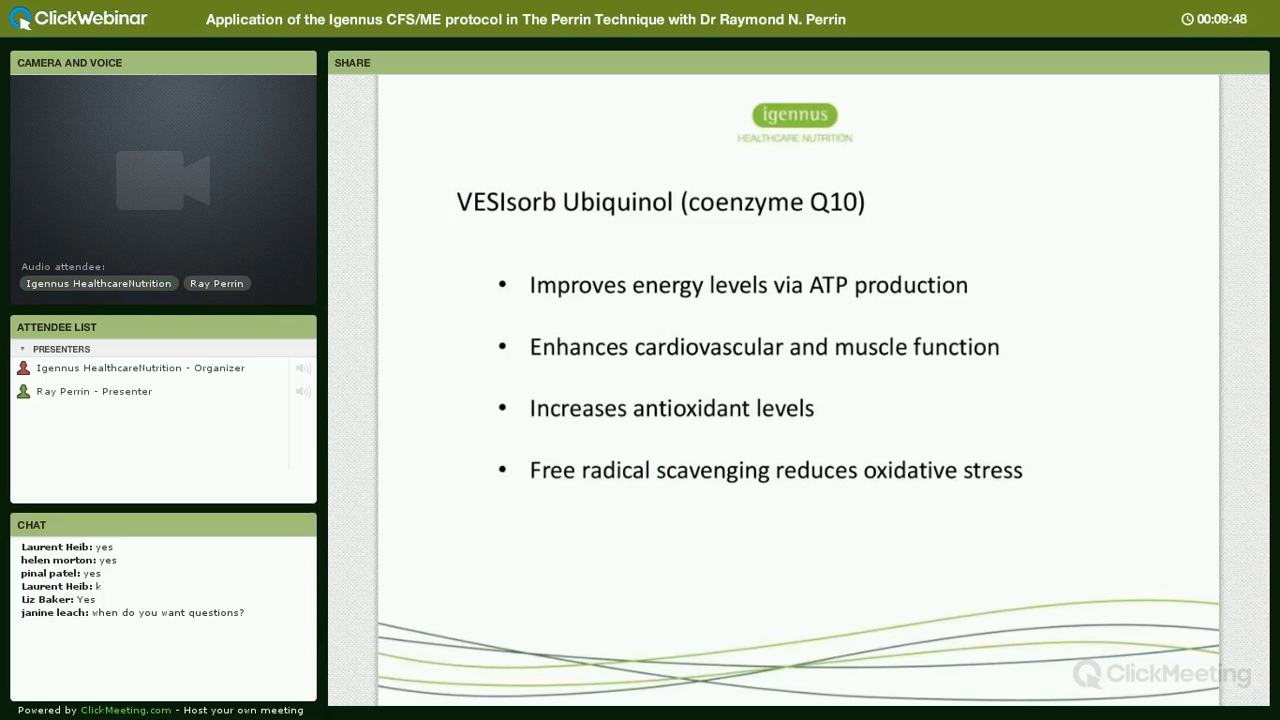 ClickWebinar
Application of the Igennus CFS/ME protocol in The Perrin Technique with Dr Raymond N. Perrin
00:09:48
CAMERA AND VOICE
Audio attendee:
Igennus HealthcareNutrition
Ray Perrin
ATTENDEE LIST
PRESENTERS
Igennus HealthcareNutrition - Organizer
Ray Perrin - Presenter
CHAT
Laurent Heib: yes
helen morton: yes
pinal patel: yes
Laurent Heib: k
Liz Baker: Yes
janine leach: when do you want questions?
Powered by ClickMeeting.com - Host your own meeting
SHARE
igennus
HEALTHCARE NUTRITION
VESIsorb Ubiquinol (coenzyme Q10)
• Improves energy levels via ATP production
• Enhances cardiovascular and muscle function
• Increases antioxidant levels
• Free radical scavenging reduces oxidative stress
ClickMeeting